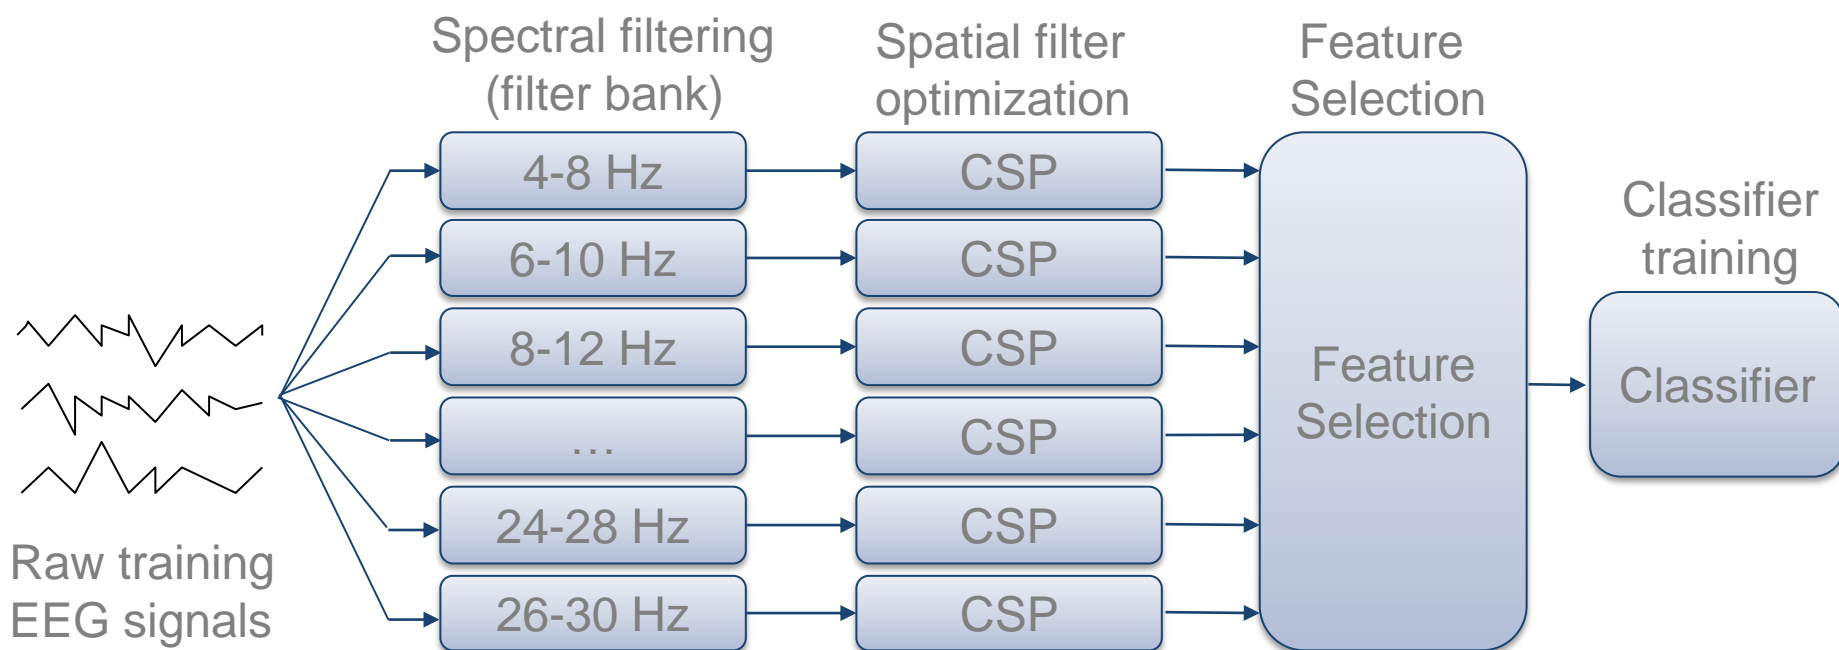 Spectral filtering
(filter bank)
Spatial filter
optimization
Feature
Selection
4-8 Hz
CSP
6-10 Hz
CSP
8-12 Hz
CSP
...
CSP
24-28 Hz
CSP
26-30 Hz
CSP
Feature
Selection
Classifier
training
Classifier
Raw training
EEG signals